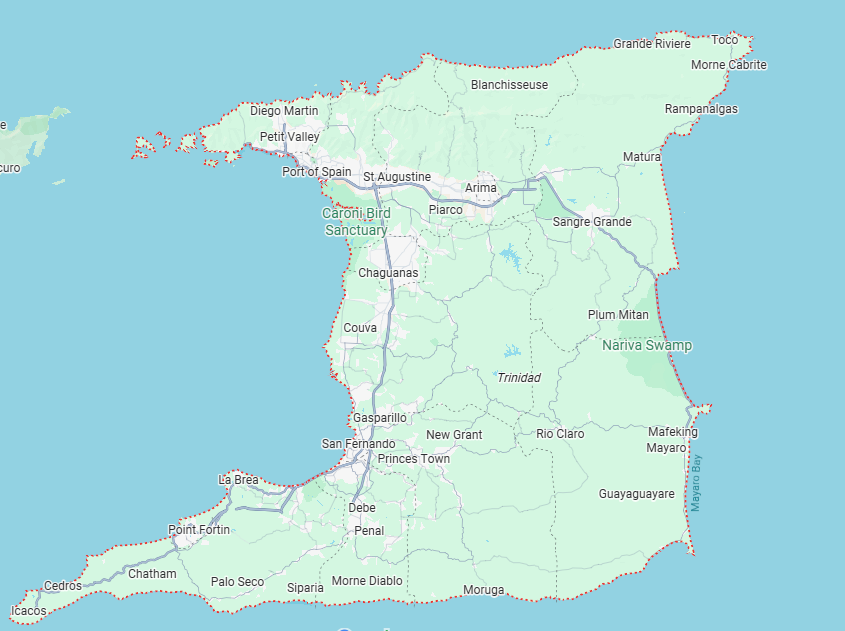 Toco
Grande Riviere
Morne Cabrite
Blanchisseuse
Rampanalgas
Diego Martin
Petit Valley
Matura
curo
Port of Spain
St Augustine
Arima
Piarco
Caroni Bird
Sanctuary
Sangre Grande
Chaguanas
Plum Mitan
Couva
Nariva Swamp
Trinidad
Gasparillo
New Grant
Rio Claro
Mafeking
San Fernando
Mayaro
Princes Town
La Brea
Mayaro Bay
Guayaguayare
Debe
Point Fortin
Penal
Chatham
Cedros
Palo Seco
Morne Diablo
Siparia
Moruga
Icacos